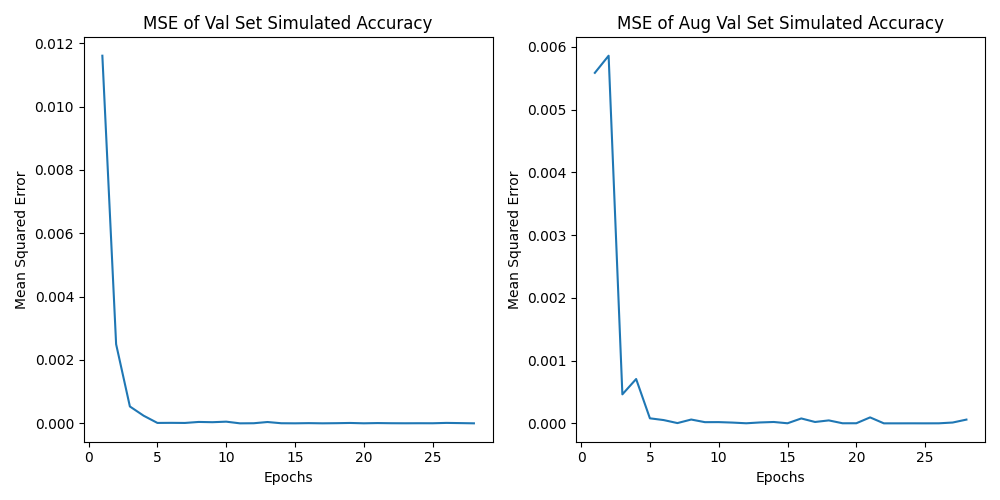 MSE of Val Set Simulated Accuracy
Mean Squared Error
0.012
0.010
0.008
0.006
0.004
0.002
0.000
0 5 10 15 20 25
Epochs
MSE of Aug Val Set Simulated Accuracy
Mean Squared Error
0.006
0.005
0.004
0.003
0.002
0.001
0.000
0 5 10 15 20 25
Epochs